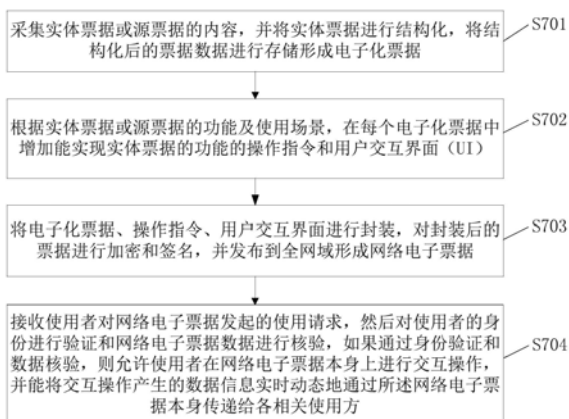 采集实体票据或源票据的内容，并将实体票据进行结构化，将结
构化后的票据数据进行存储形成电子化票据
S701
根据实体票据或源票据的功能及使用场景，在每个电子化票据中
增加能实现实体票据的功能的操作指令和用户交互界面（UI）
S702
将电子化票据、操作指令、用户交互界面进行封装，对封装后的
票据进行加密和签名，并发布到全网域形成网络电子票据
S703
接收使用者对网络电子票据发起的使用请求，然后对使用者的身
份进行验证和网络电子票据数据进行核验，如果通过身份验证和
数据核验，则允许使用者在网络电子票据本身上进行交互操作，
并能将交互操作产生的数据信息实时动态地通过所述网络电子票
据本身传递给各相关使用方
S704